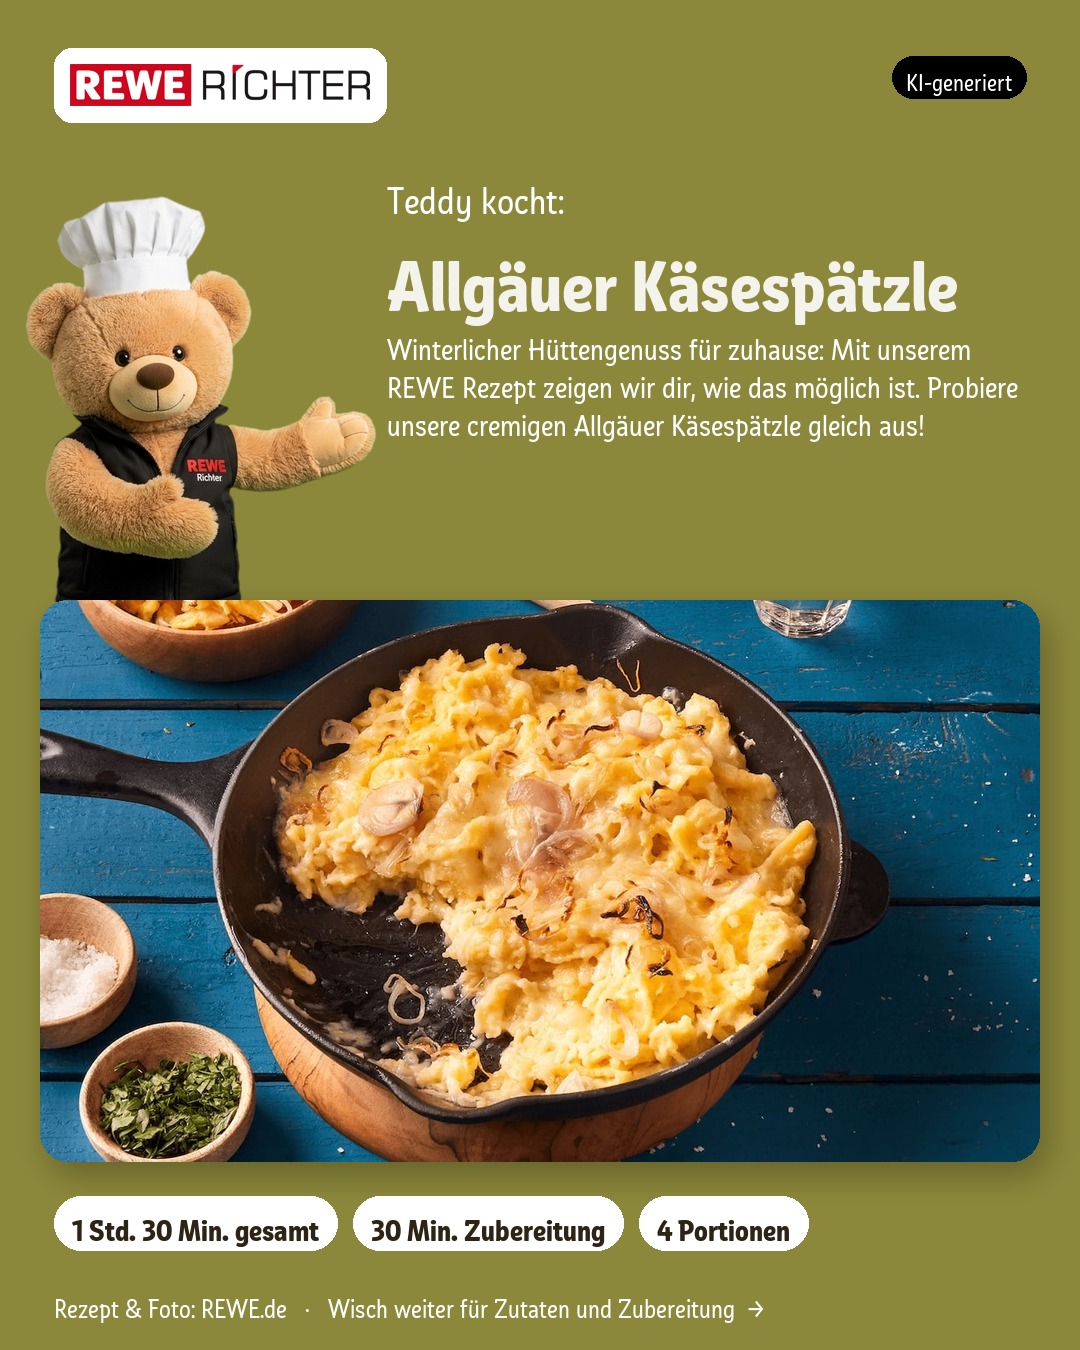 REWE RICHTER
KI-generiert
Teddy kocht:
Allgäuer Käsespätzle
Winterlicher Hüttengenuss für zuhause: Mit unserem
REWE Rezept zeigen wir dir, wie das möglich ist. Probiere
unsere cremigen Allgäuer Käsespätzle gleich aus!
REWE
Richter
1 Std. 30 Min. gesamt
30 Min. Zubereitung
4 Portionen
Rezept & Foto: REWE.de · Wisch weiter für Zutaten und Zubereitung →